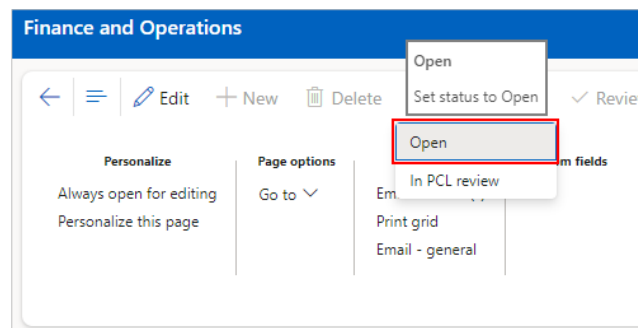 Finance and Operations
Open
Set status to Open
Edit
New
Delete
Open
In PCL review
Personalize
Always open for editing
Personalize this page
Page options
Go to
Print grid
Email - general
fields